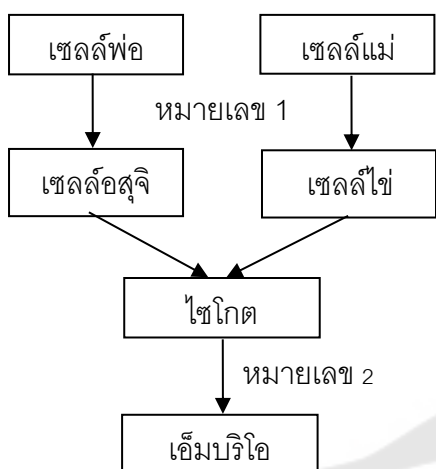 เซลล์พ่อ
เซลล์แม่
หมายเลข 1
เซลล์อสุจิ
เซลล์ไข่
ไซโกต
หมายเลข 2
เอ็มบริโอ